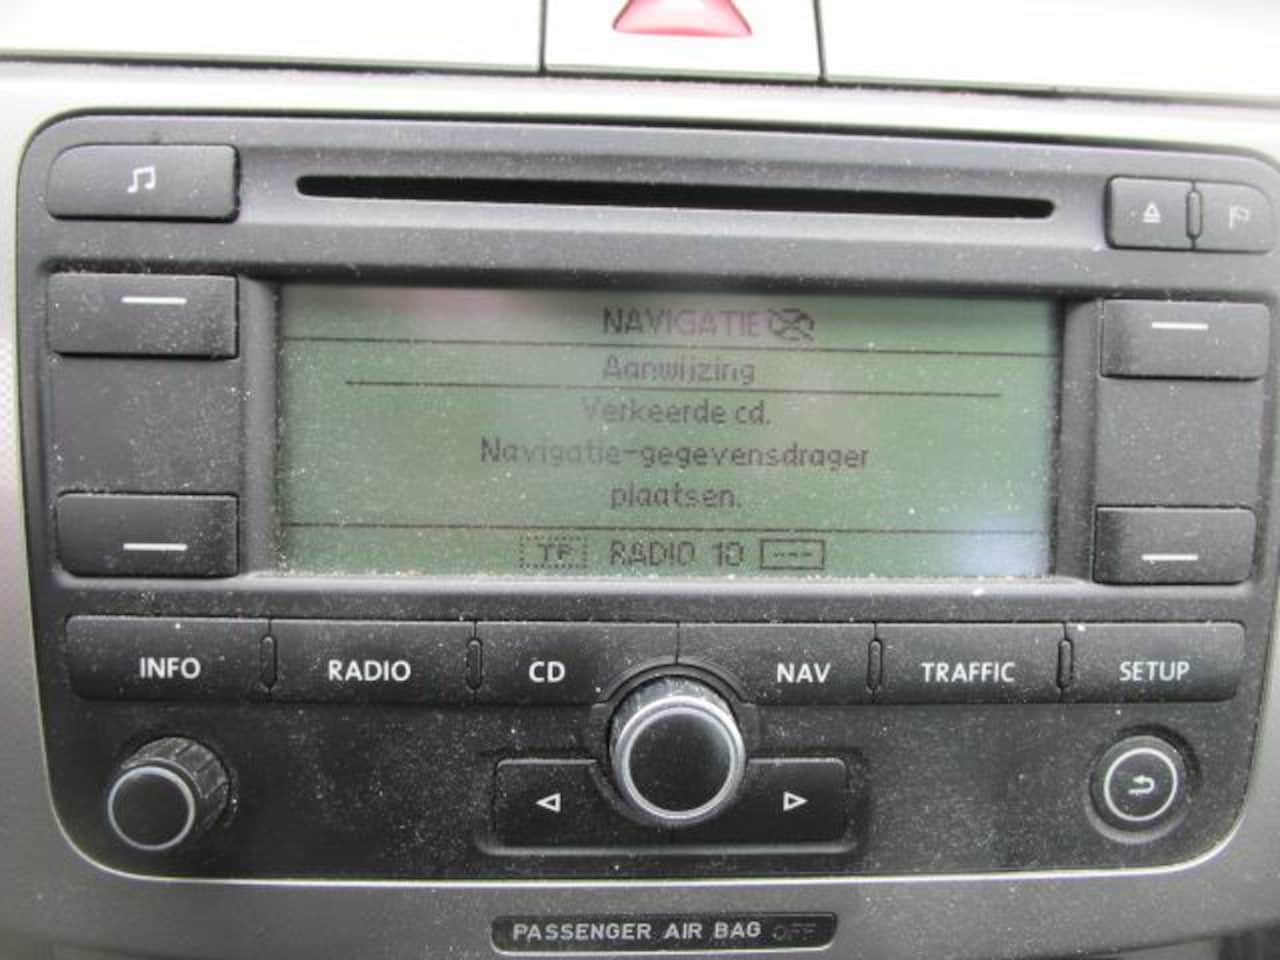 NAVIGATIE
Aanwijzing
Verkeerde cd.
Navigatie-gegevensdrager
plaatsen.
TP RADIO 10 ---
INFO RADIO CD NAV TRAFFIC SETUP
PASSENGER AIR BAG OFF